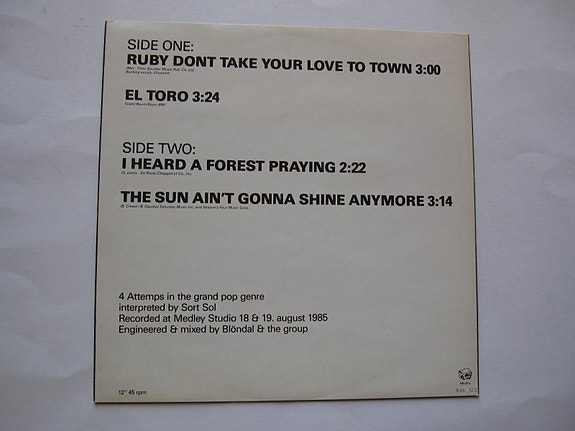 SIDE ONE:
RUBY DONT TAKE YOUR LOVE TO TOWN 3:00
EL TORO 3:24
SIDE TWO:
I HEARD A FOREST PRAYING 2:22
THE SUN AIN'T GONNA SHINE ANYMORE 3:14
4 Attemps in the grand pop genre
interpreted by Sort Sol
Recorded at Medley Studio 18 & 19. august 1985
Engineered & mixed by Blöndal & the group
12" 45 rpm
Medley